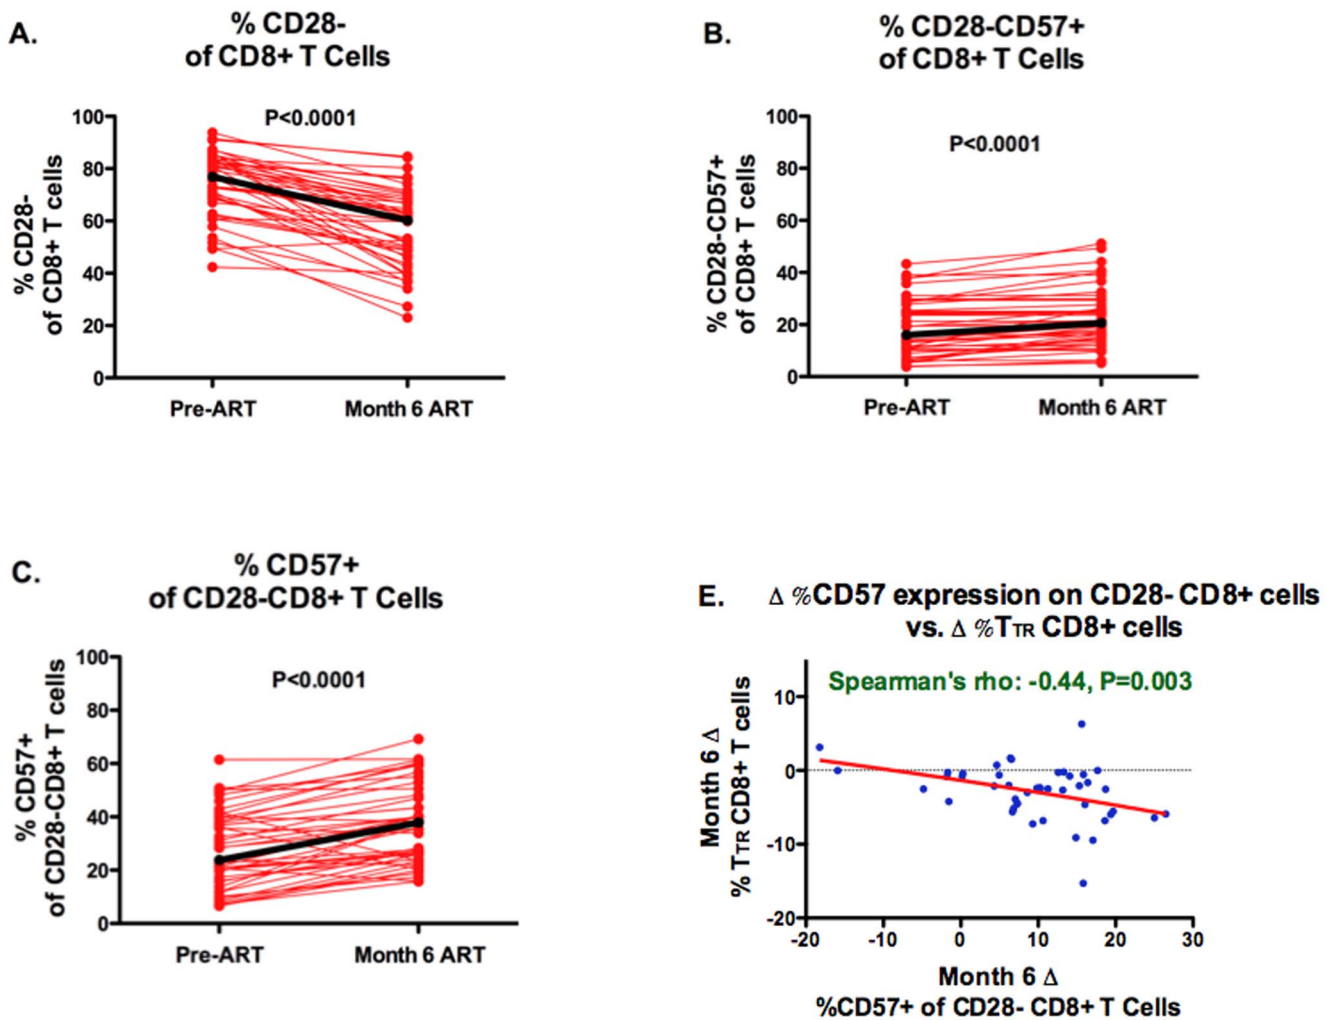 A.
% CD28-
of CD8+ T Cells
P<0.0001
% CD28-
of CD8+ T cells
100
80
60
40
20
0
Pre-ART
Month 6 ART
B.
% CD28-CD57+
of CD8+ T Cells
P<0.0001
% CD28-CD57+
of CD8+ T cells
100
80
60
40
20
0
Pre-ART
Month 6 ART
C.
% CD57+
of CD28-CD8+ T Cells
P<0.0001
% CD57+
of CD28-CD8+ T cells
100
80
60
40
20
0
Pre-ART
Month 6 ART
E.
Δ %CD57 expression on CD28- CD8+ cells
vs. Δ %TTR CD8+ cells
Spearman's rho: -0.44, P=0.003
Month 6 Δ
% TTR CD8+ T cells
10
0
-10
-20
-20 -10 0 10 20 30
Month 6 Δ
%CD57+ of CD28- CD8+ T Cells